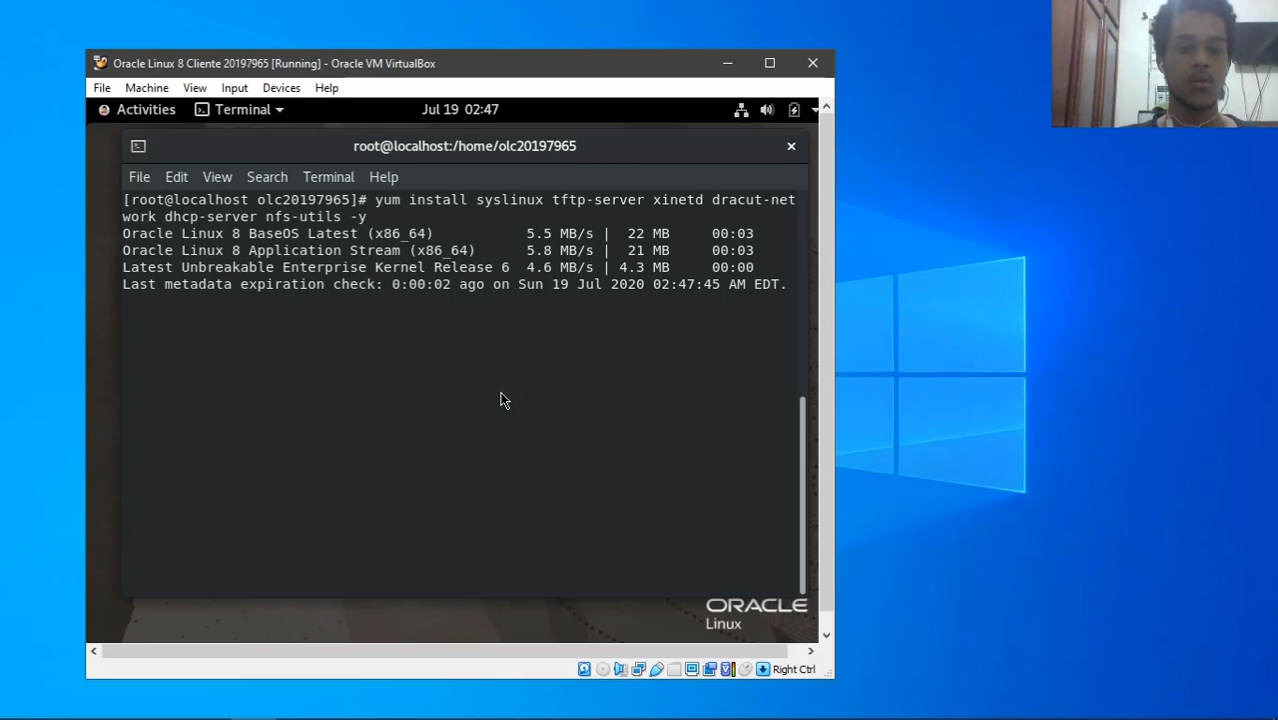 Oracle Linux 8 Cliente 20197965 [Running] - Oracle VM VirtualBox
File Machine View Input Devices Help
Activities Terminal Jul 19 02:47
root@localhost:/home/olc20197965
File Edit View Search Terminal Help
[root@localhost olc20197965]# yum install syslinux tftp-server xinetd dracut-net
work dhcp-server nfs-utils -y
Oracle Linux 8 BaseOS Latest (x86_64) 5.5 MB/s | 22 MB 00:03
Oracle Linux 8 Application Stream (x86_64) 5.8 MB/s | 21 MB 00:03
Latest Unbreakable Enterprise Kernel Release 6 4.6 MB/s | 4.3 MB 00:00
Last metadata expiration check: 0:00:02 ago on Sun 19 Jul 2020 02:47:45 AM EDT.
ORACLE
Linux
Right Ctrl